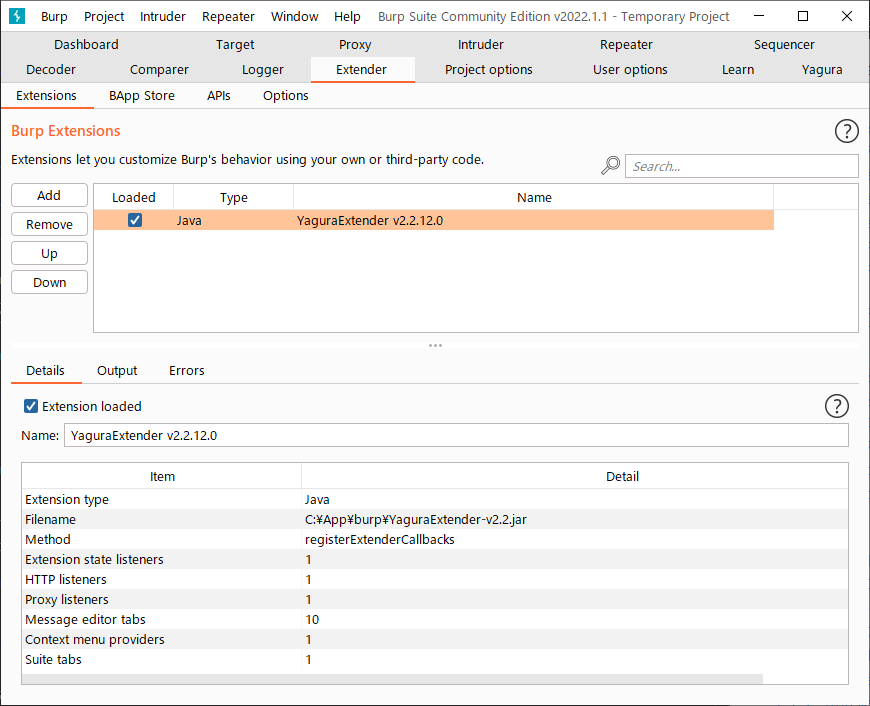 Burp Project Intruder Repeater Window Help Burp Suite Community Edition v2022.1.1 - Temporary Project
Dashboard Target Proxy Intruder Repeater Sequencer
Decoder Comparer Logger Extender Project options User options Learn Yagura
Extensions BApp Store APIs Options
Burp Extensions
?
Extensions let you customize Burp's behavior using your own or third-party code.
Search...
Add
Remove
Up
Down
Loaded Type Name
Java YaguraExtender v2.2.12.0
Details Output Errors
Extension loaded
?
Name: YaguraExtender v2.2.12.0
Item Detail
Extension type Java
Filename C:¥App¥burp¥YaguraExtender-v2.2.jar
Method registerExtenderCallbacks
Extension state listeners 1
HTTP listeners 1
Proxy listeners 1
Message editor tabs 10
Context menu providers 1
Suite tabs 1